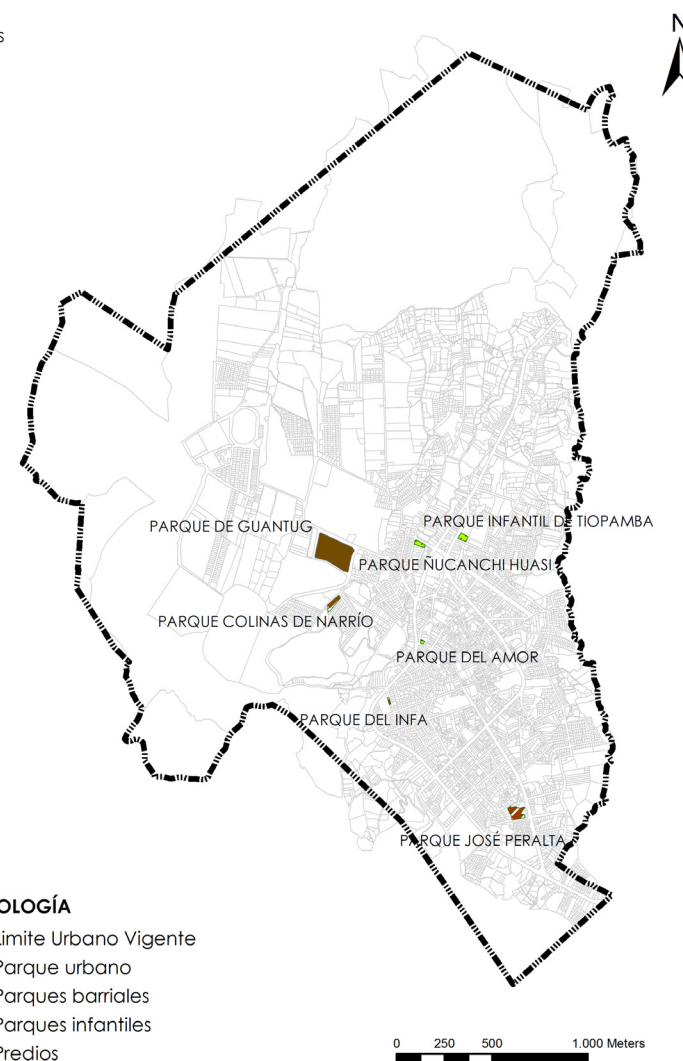 s
N
PARQUE DE GUANTUG
PARQUE INFANTIL DE TIOPAMBA
PARQUE ÑUCANCHI HUASI
PARQUE COLINAS DE NARRÍO
PARQUE DEL AMOR
PARQUE DEL INFA
PARQUE JOSÉ PERALTA
OLOGÍA
Limite Urbano Vigente
Parque urbano
Parques barriales
Parques infantiles
Predios
0 250 500 1.000 Meters